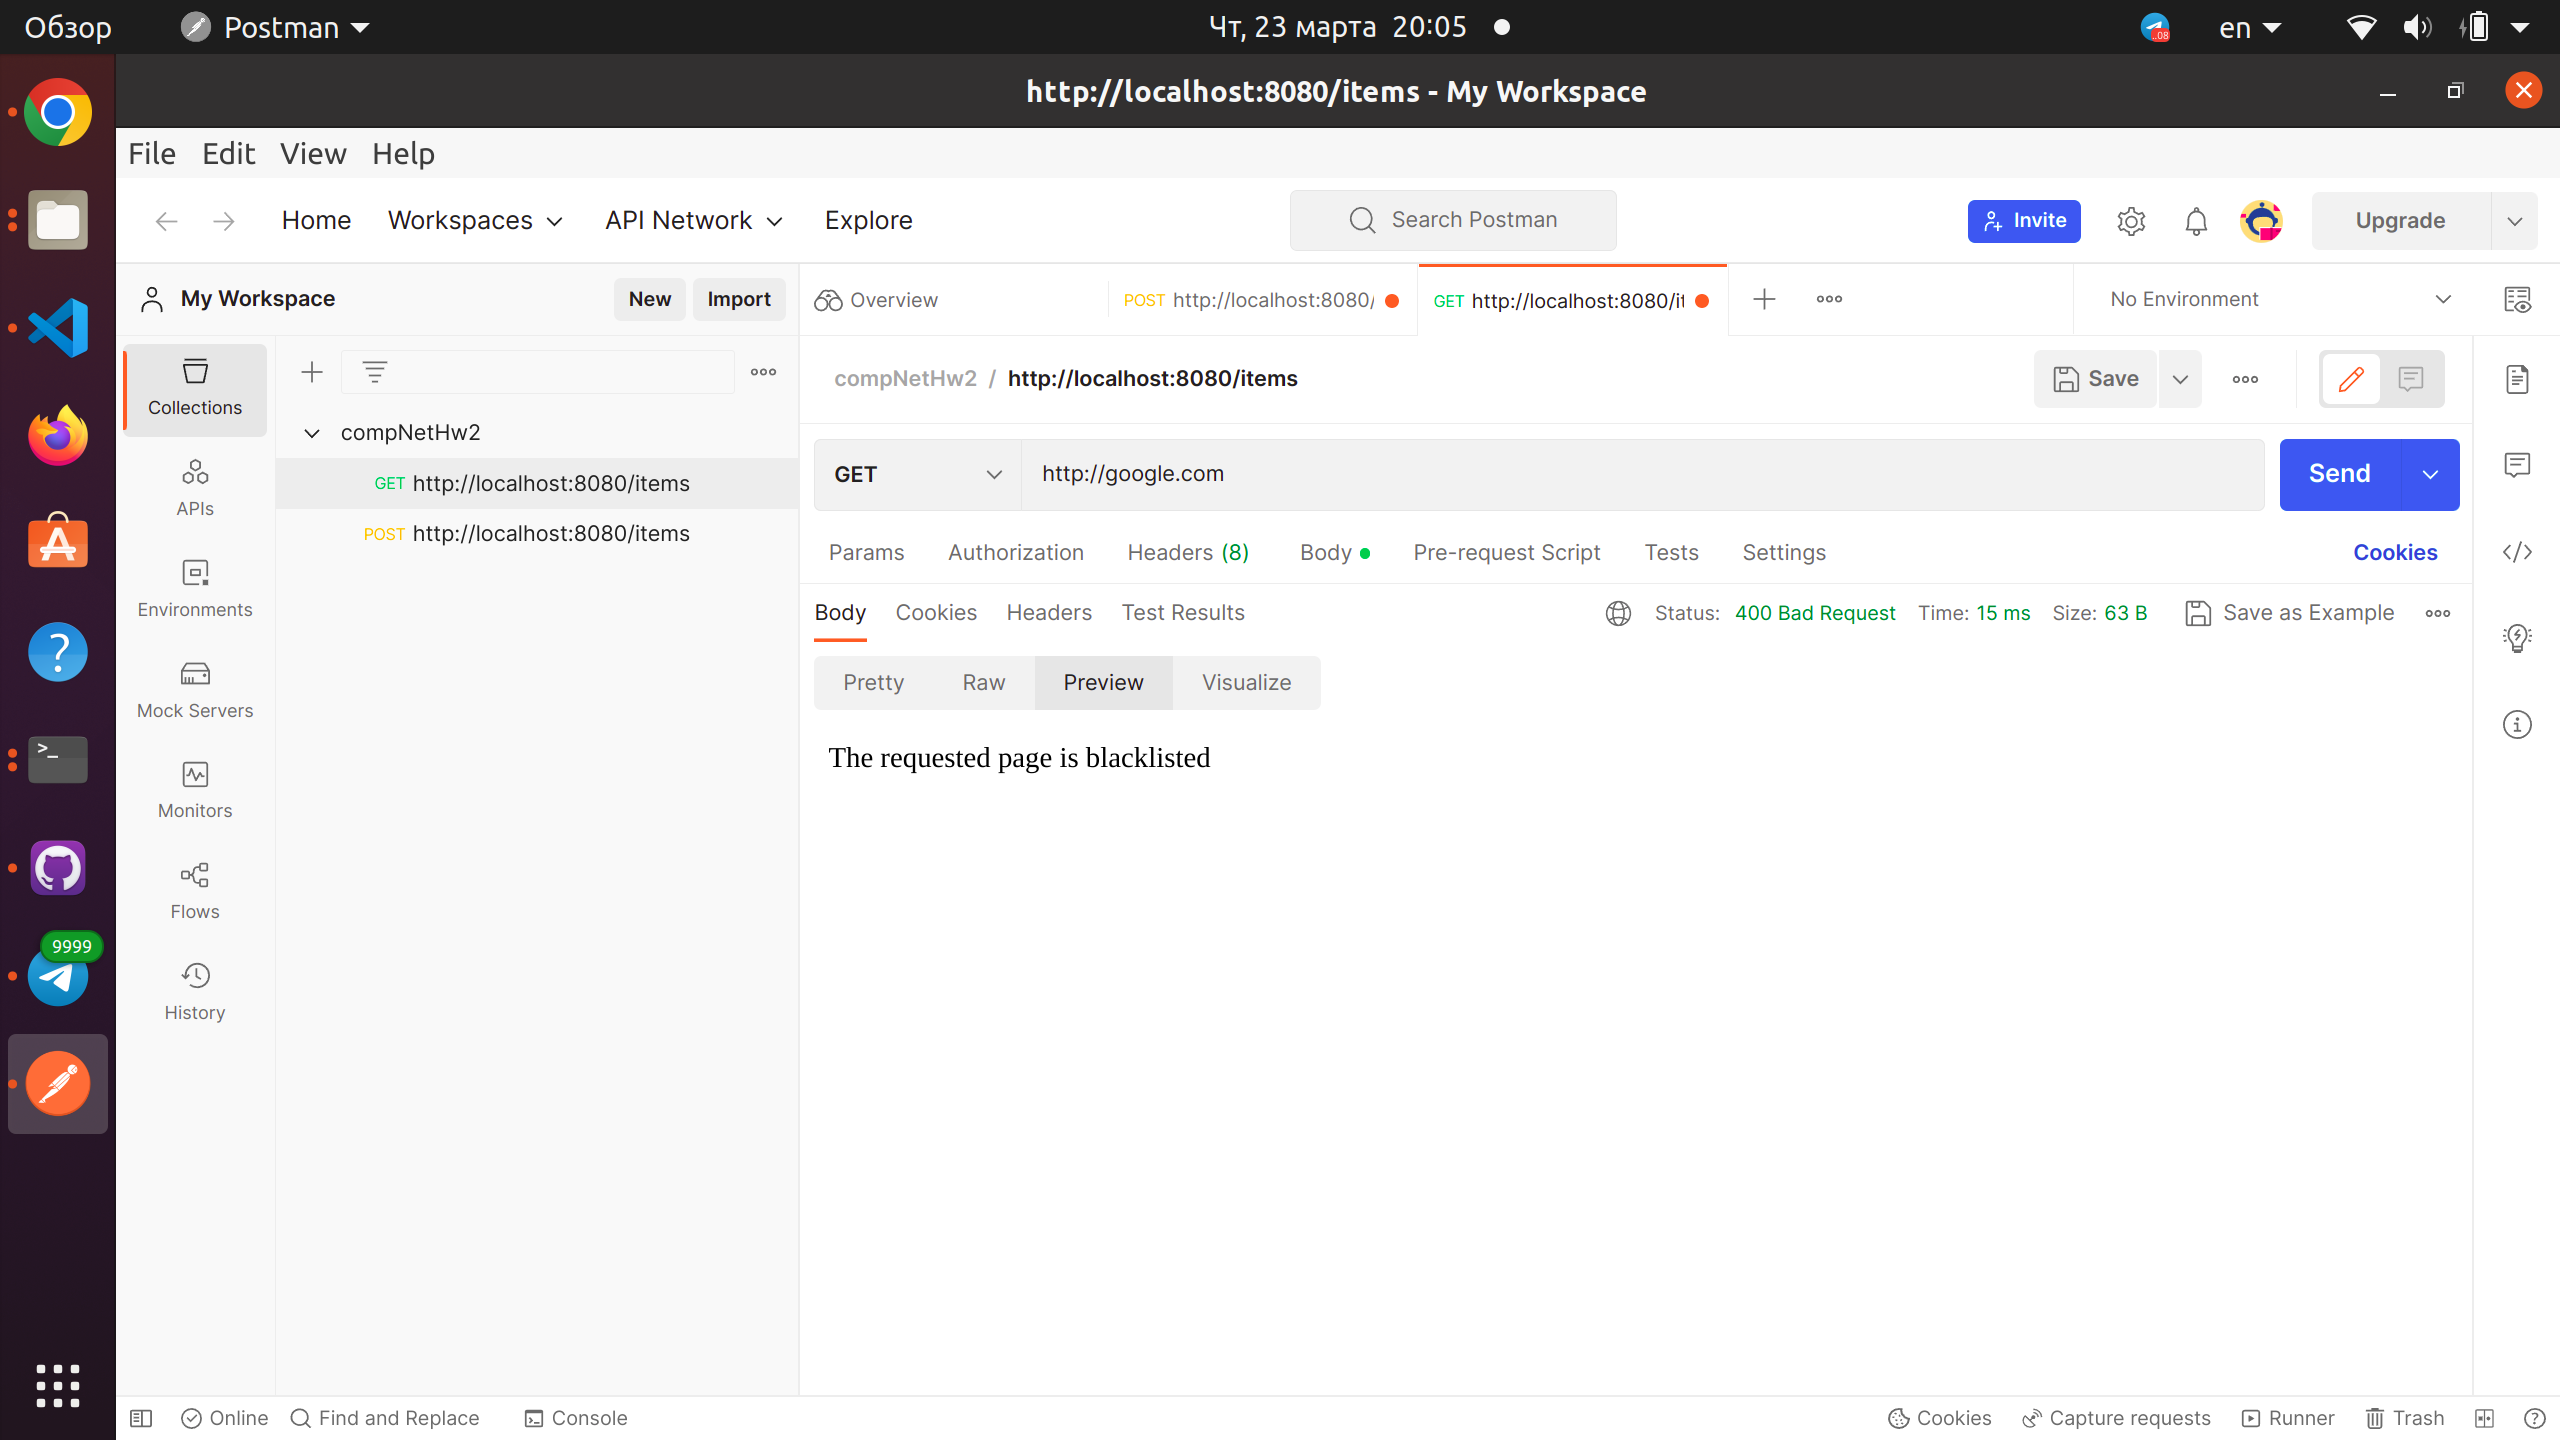 Обзор
Postman
Чт, 23 марта 20:05
en
http://localhost:8080/items - My Workspace
File Edit View Help
Home Workspaces API Network Explore
Search Postman
Invite
Upgrade
My Workspace
New Import
Overview
POST http://localhost:8080/
GET http://localhost:8080/it
No Environment
Collections
APIs
Environments
Mock Servers
Monitors
Flows
History
compNetHw2
GET http://localhost:8080/items
POST http://localhost:8080/items
compNetHw2 / http://localhost:8080/items
Save
GET http://google.com
Send
Params Authorization Headers (8) Body Pre-request Script Tests Settings Cookies
Body Cookies Headers Test Results
Status: 400 Bad Request Time: 15 ms Size: 63 B
Save as Example
Pretty Raw Preview Visualize
The requested page is blacklisted
9999
Online Find and Replace Console
Cookies Capture requests Runner Trash